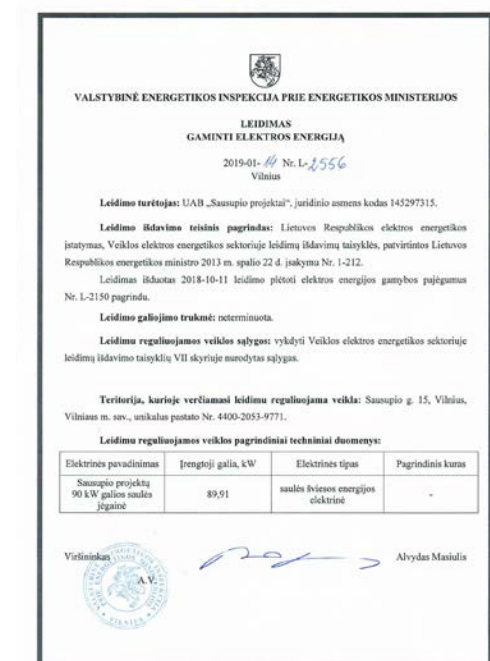 VALSTYBINĖ ENERGETIKOS INSPEKCIJA PRIE ENERGETIKOS MINISTERIJOS
LEIDIMAS
GAMINTI ELEKTROS ENERGIJĄ
2019-01-14 Nr. L-2556
Vilnius
Leidimo turėtojas: UAB „Sausupio projektai“, juridinio asmens kodas 145297315.
Leidimo išdavimo teisinis pagrindas: Lietuvos Respublikos elektros energetikos
įstatymas, Veiklos elektros energetikos sektoriuje leidimų išdavimų taisyklės, patvirtintos Lietuvos
Respublikos energetikos ministro 2013 m. spalio 22 d. įsakymu Nr. 1-212.
Leidimas išduotas 2018-10-11 leidimo plėtoti elektros energijos gamybos pajėgumus
Nr. L-2150 pagrindu.
Leidimo galiojimo trukmė: neterminuota.
Leidimu reguliuojamos veiklos sąlygos: vykdyti Veiklos elektros energetikos sektoriuje
leidimų išdavimo taisyklių VII skyriuje nurodytas sąlygas.
Teritorija, kurioje verčiamasi leidimu reguliuojama veikla: Sausupio g. 15, Vilnius,
Vilniaus m. sav., unikalus pastato Nr. 4400-2053-9771.
Leidimu reguliuojamos veiklos pagrindiniai techniniai duomenys:
Elektrinės pavadinimas Įrengtoji galia, kW Elektrinės tipas Pagrindinis kuras
Sausupio projektų
90 kW galios saulės
jėgainė
89,91
saulės šviesos energijos
elektrinė
-
Viršininkas
A.V.
Alvydas Masiulis
VILNIUS